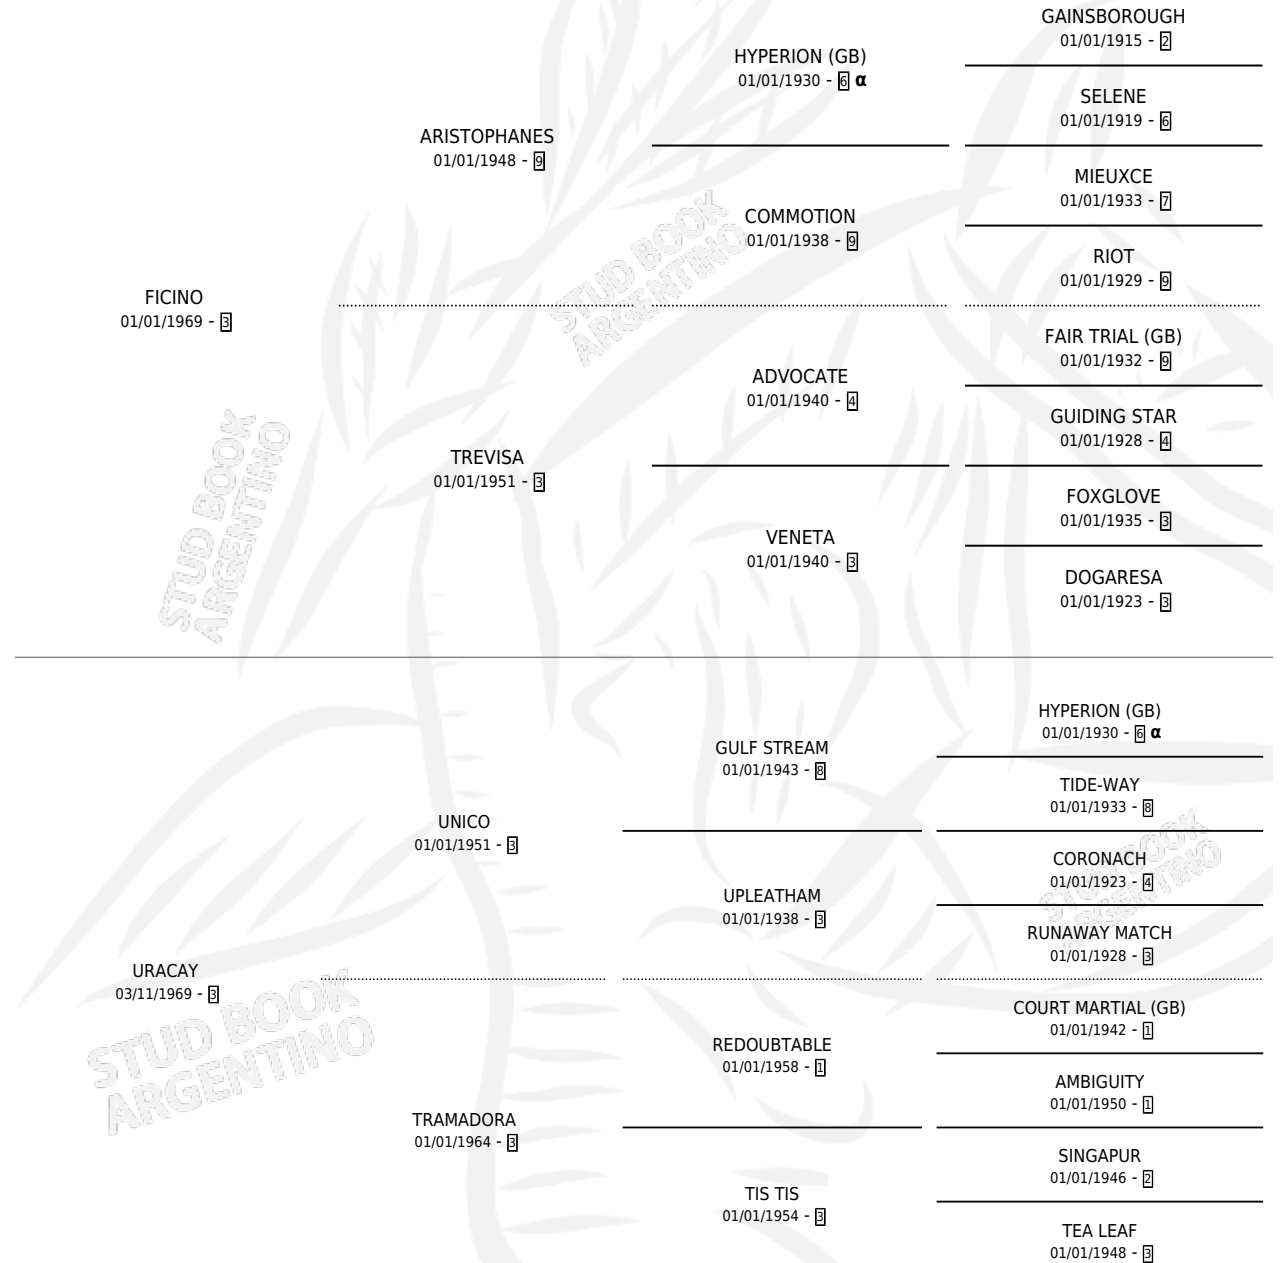 GAINSBOROUGH
01/01/1915 - 2
HYPERION (GB)
01/01/1930 - 6 α
SELENE
01/01/1919 - 6
ARISTOPHANES
01/01/1948 - 9
MIEUXCE
01/01/1933 - 7
COMMOTION
01/01/1938 - 9
RIOT
01/01/1929 - 9
FICINO
01/01/1969 - 3
FAIR TRIAL (GB)
01/01/1932 - 9
ADVOCATE
01/01/1940 - 4
GUIDING STAR
01/01/1928 - 4
TREVISA
01/01/1951 - 3
FOXGLOVE
01/01/1935 - 3
VENETA
01/01/1940 - 3
DOGARESA
01/01/1923 - 3
HYPERION (GB)
01/01/1930 - 6 α
GULF STREAM
01/01/1943 - 8
TIDE-WAY
01/01/1933 - 8
UNICO
01/01/1951 - 3
CORONACH
01/01/1923 - 4
UPLEATHAM
01/01/1938 - 3
RUNAWAY MATCH
01/01/1928 - 3
URACAY
03/11/1969 - 3
COURT MARTIAL (GB)
01/01/1942 - 1
REDOUBTABLE
01/01/1958 - 1
AMBIGUITY
01/01/1950 - 1
TRAMADORA
01/01/1964 - 3
SINGAPUR
01/01/1946 - 2
TIS TIS
01/01/1954 - 3
TEA LEAF
01/01/1948 - 3
STUD BOOK
ARGENTINO
STUD BOOK
ARGENTINO
STUD BOOK
ARGENTINO
STUD BOOK
ARGENTINO